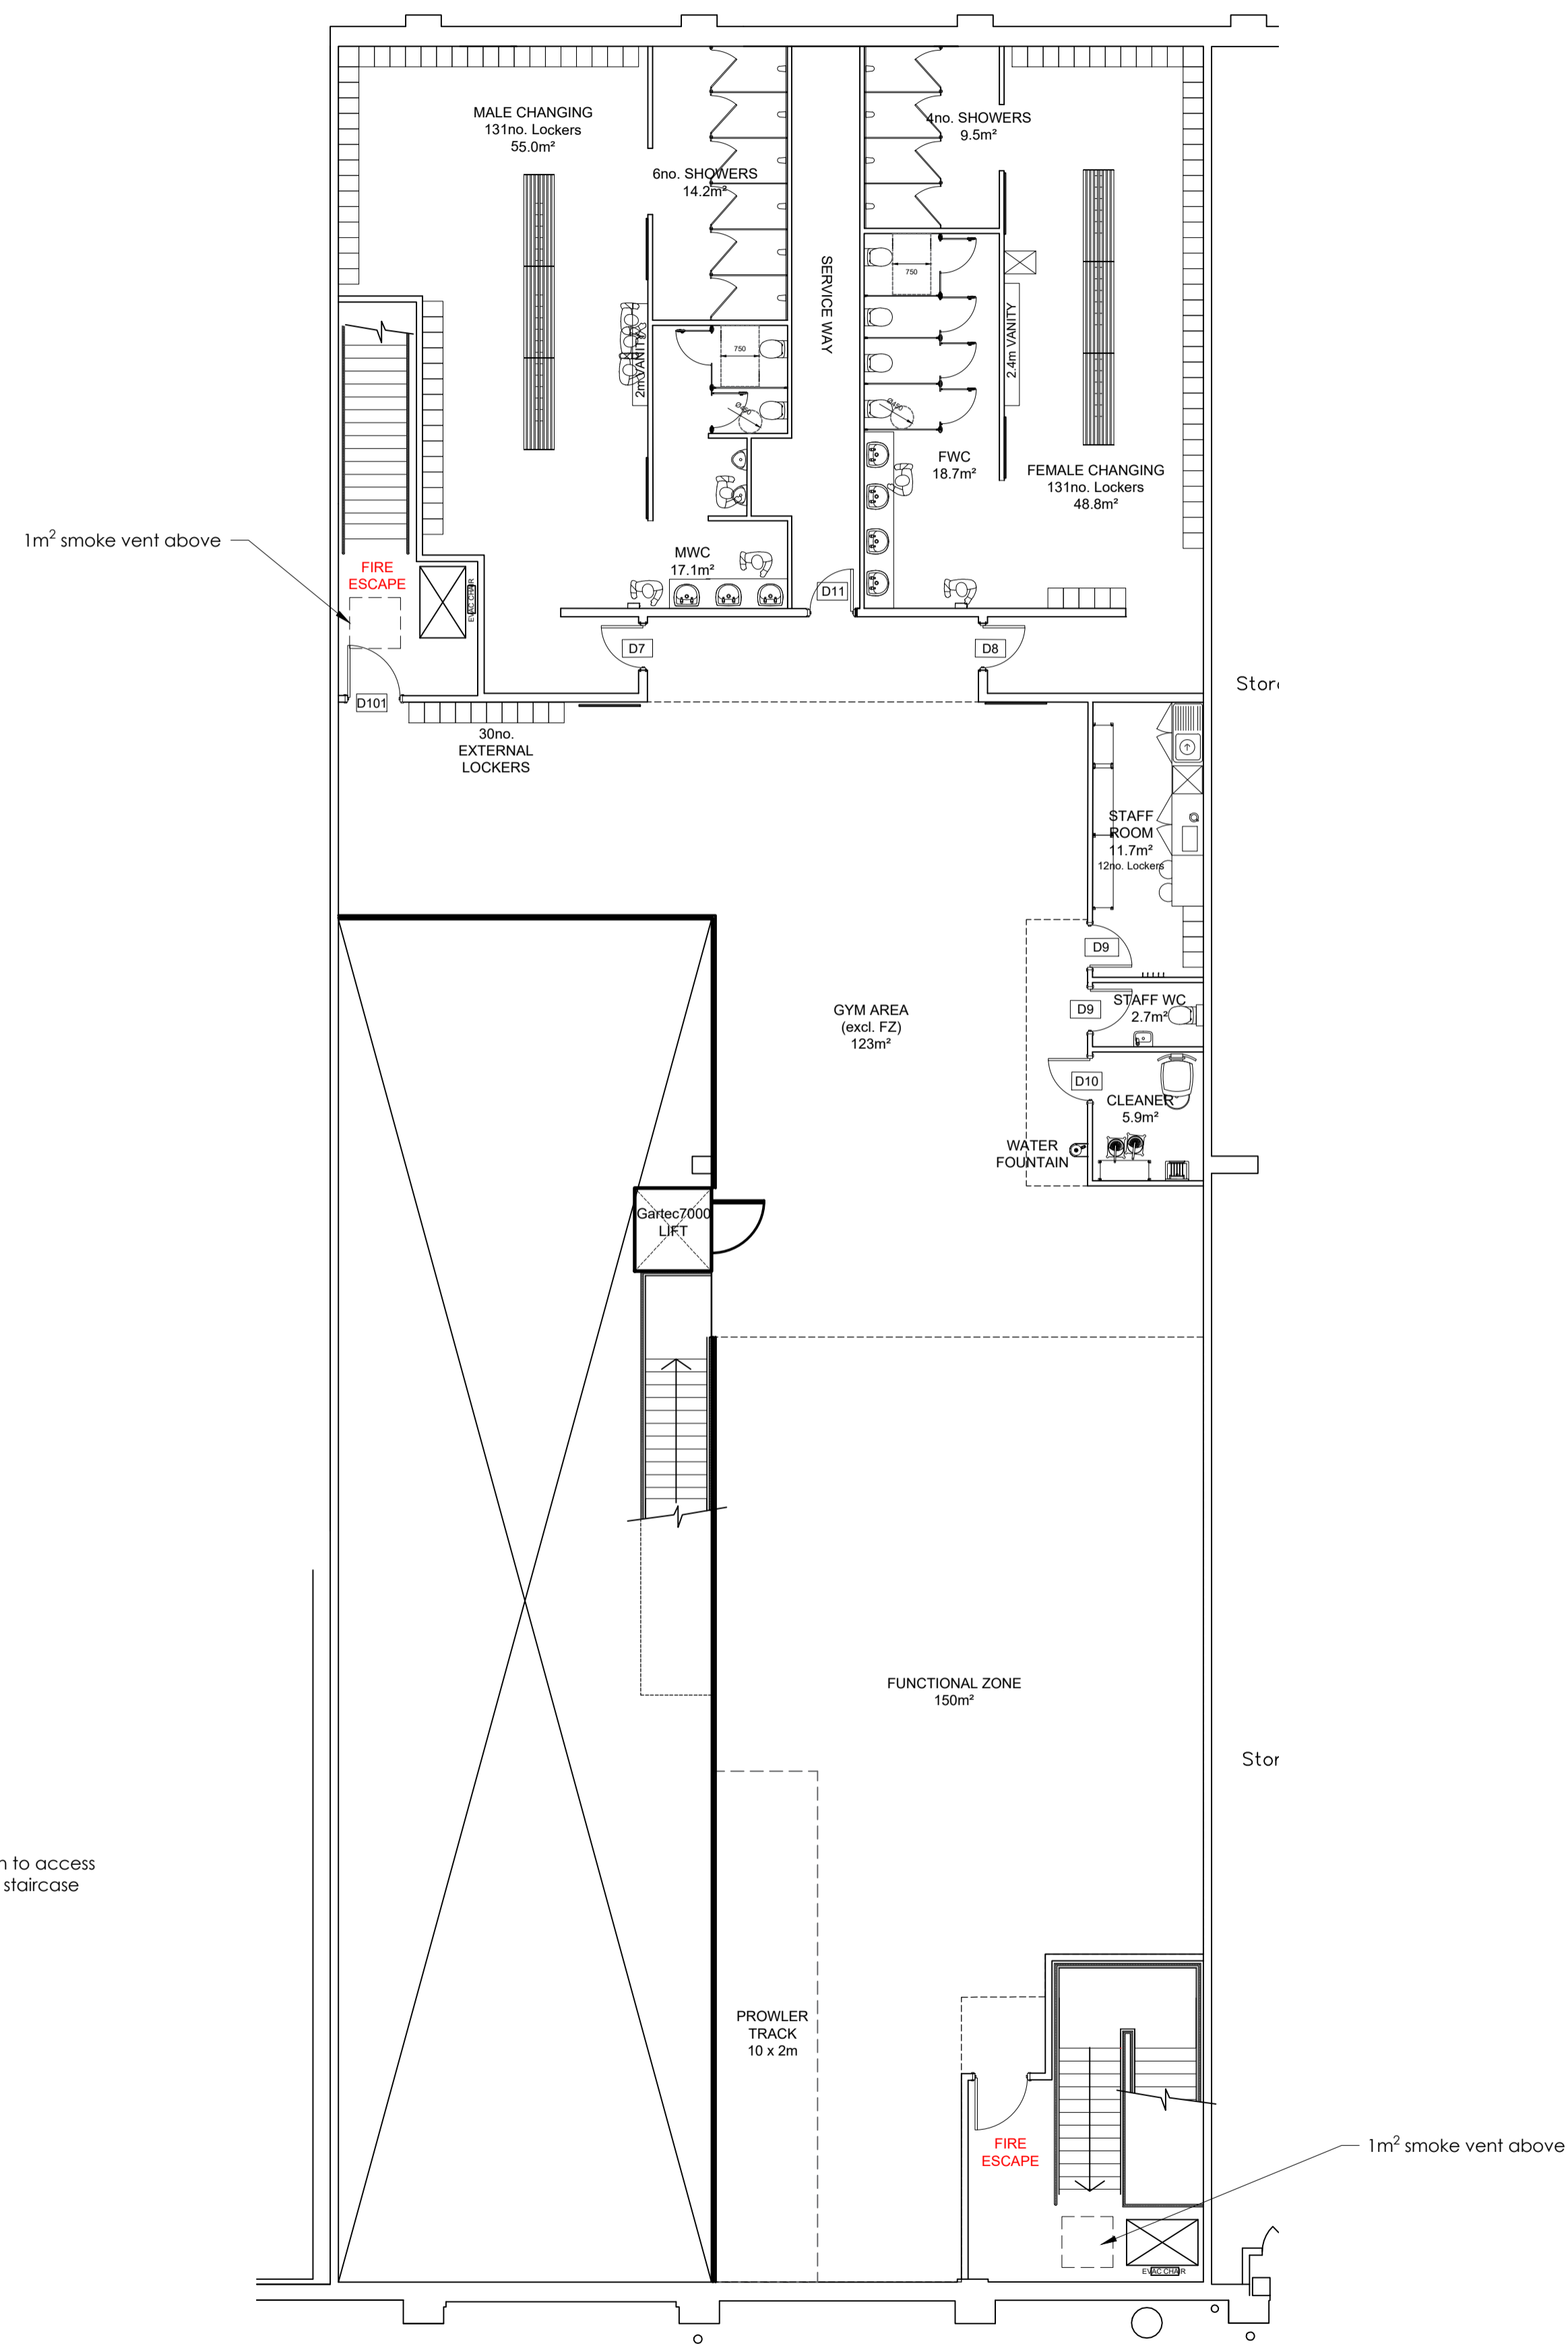 MALE CHANGING
131no. Lockers
55.0m²
6no. SHOWERS
14.2m²
4no. SHOWERS
9.5m²
SERVICE WAY
750
750
2m VANITY
2.4m VANITY
Ø450
Ø450
FWC
18.7m²
FEMALE CHANGING
131no. Lockers
48.8m²
1m² smoke vent above
FIRE
ESCAPE
EVAC CHAIR
MWC
17.1m²
D11
D7
D8
D101
30no.
EXTERNAL
LOCKERS
STAFF
ROOM
11.7m²
12no. Lockers
D9
D9
STAFF WC
2.7m²
GYM AREA
(excl. FZ)
123m²
D10
CLEANER
5.9m²
WATER
FOUNTAIN
Gartec7000
LIFT
FUNCTIONAL ZONE
150m²
Stor
to access
staircase
PROWLER
TRACK
10 x 2m
FIRE
ESCAPE
1m² smoke vent above
EVAC CHAIR